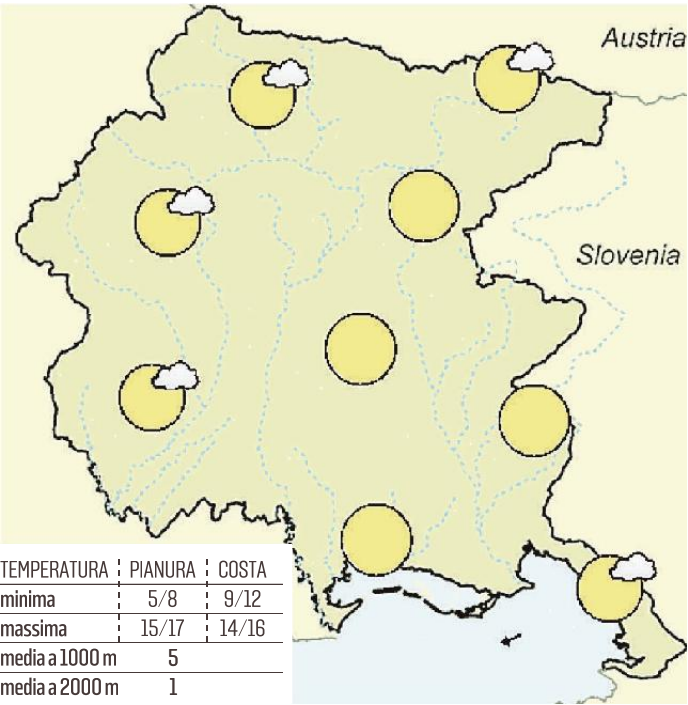 Austria
Slovenia
TEMPERATURA PIANURA COSTA
minima 5/8 9/12
massima 15/17 14/16
media a 1000 m 5
media a 2000 m 1